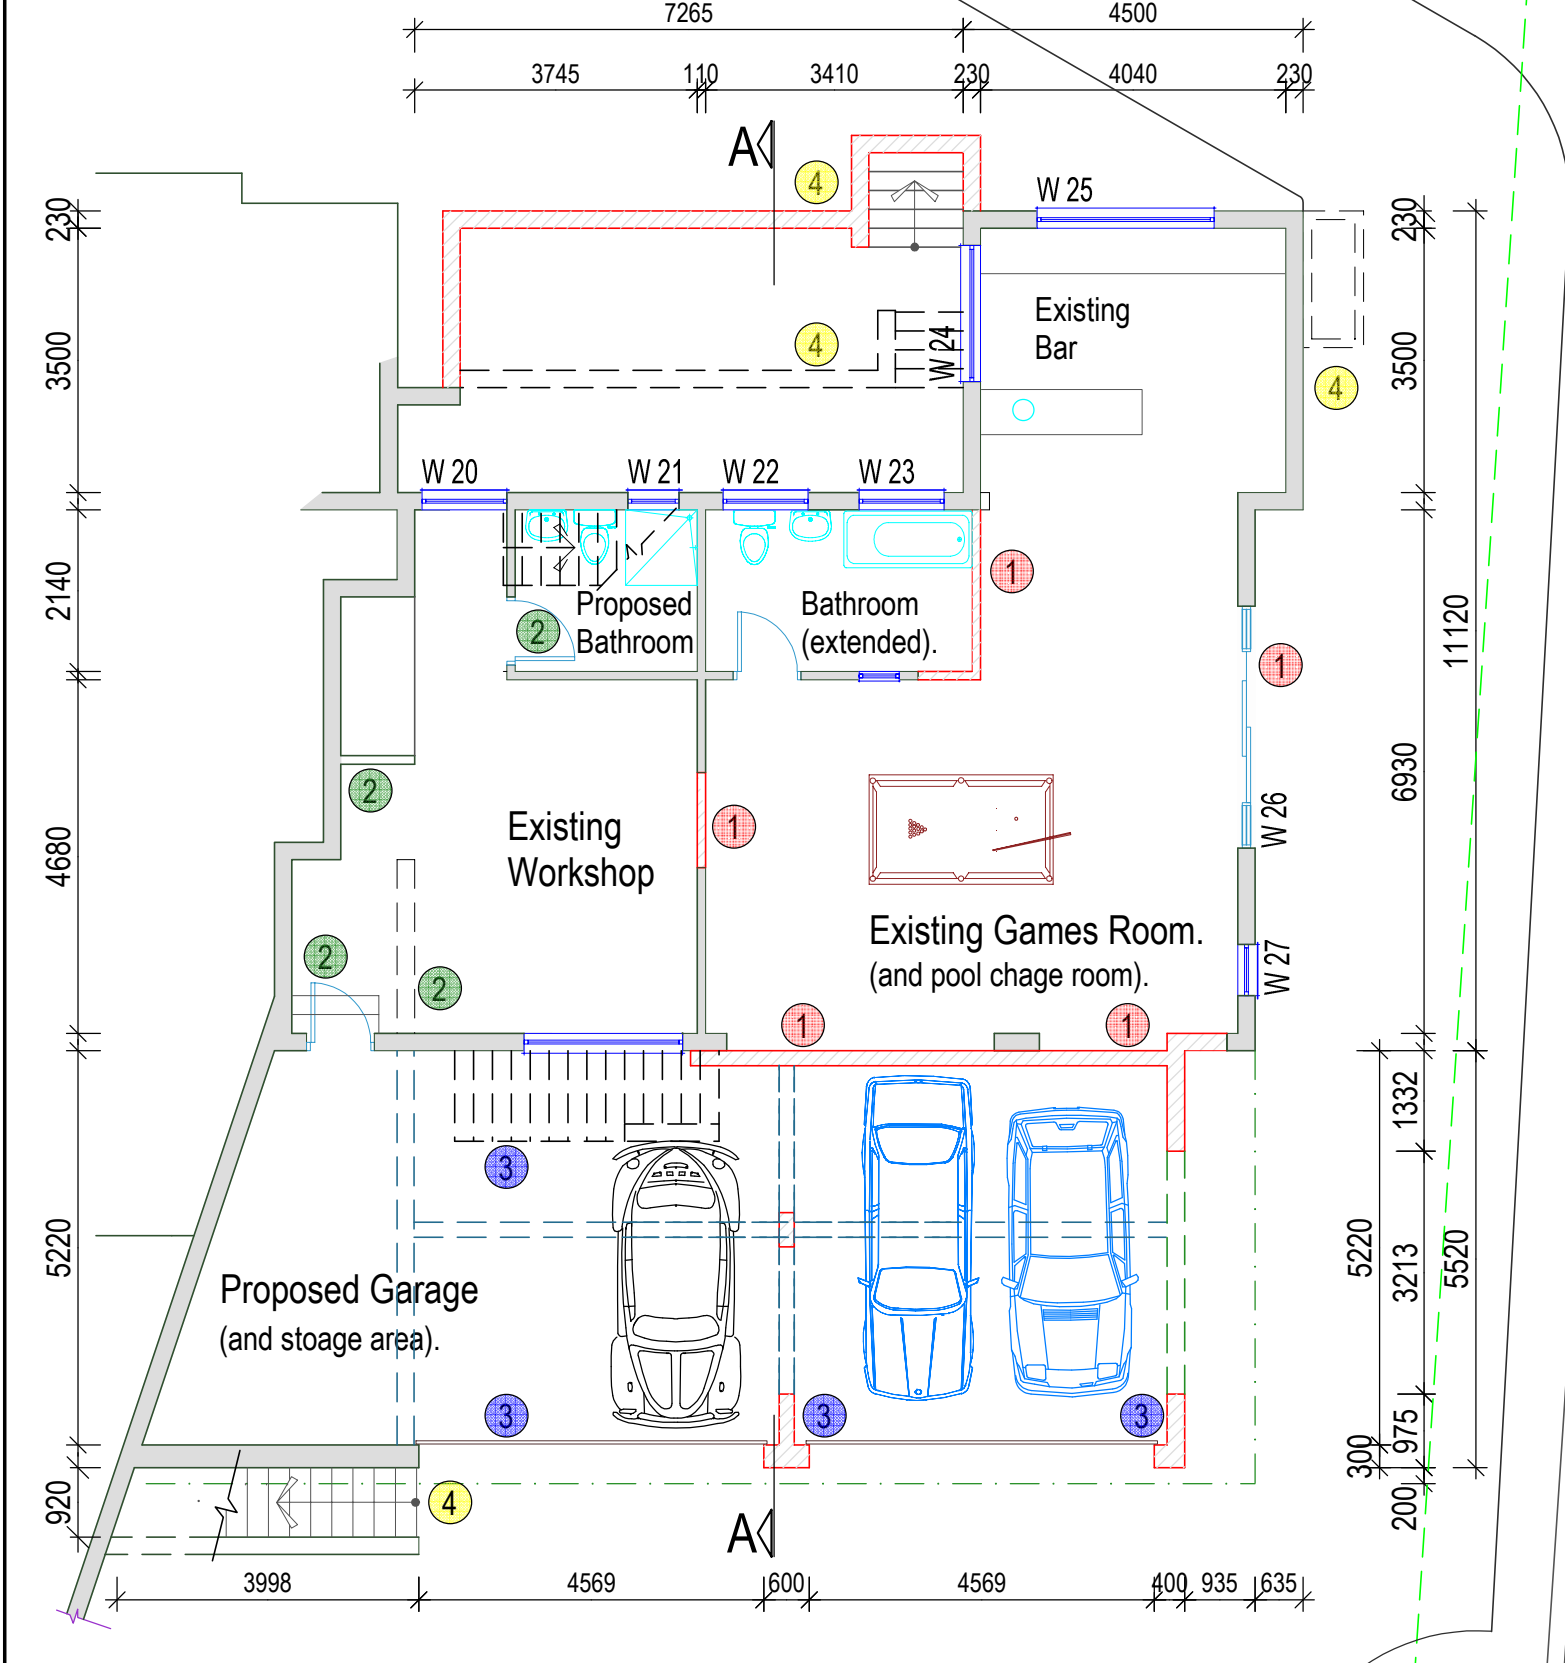 7265
4500
3745
110
3410
230
4040
230
A
4
W 25
230
230
4
Existing
Bar
W 24
3500
3500
4
W 20
W 21
W 22
W 23
1
2140
Proposed
Bathroom
2
Bathroom
(extended).
11120
1
2
Existing
Workshop
1
W 26
6930
4680
Existing Games Room.
(and pool chage room).
2
2
W 27
1
1
1332
3
5220
5220
3213
5520
Proposed Garage
(and stoage area).
3
3
3
975
300
4
920
200
A
3998
4569
600
4569
400
935
635